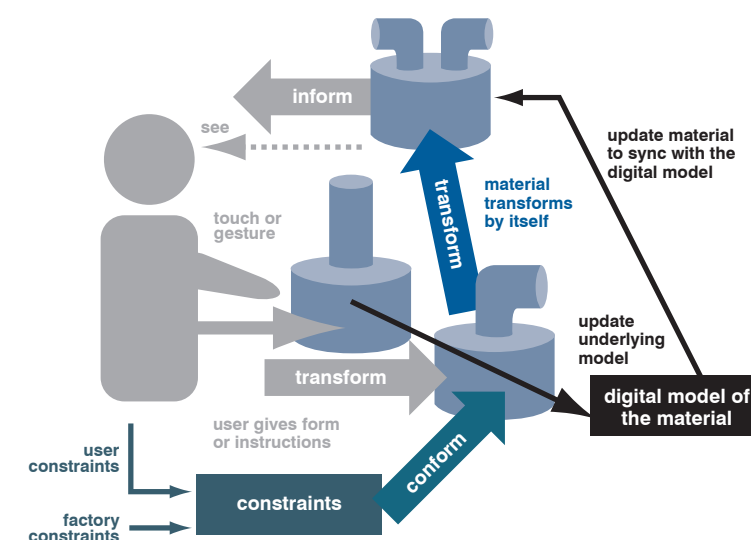 inform
see
update material
to sync with the
digital model
transform
material
transforms
by itself
touch or
gesture
update
underlying
model
transform
digital model of
the material
user gives form
or instructions
conform
user
constraints
constraints
factory
constraints